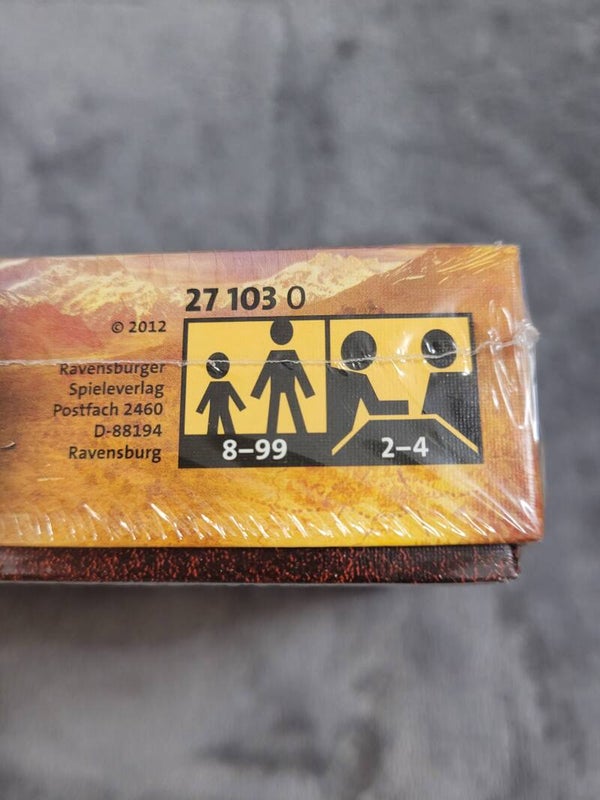 27 103 0
© 2012
Ravensburger
Spieleverlag
Postfach 2460
D-88194
Ravensburg
8–99
2–4